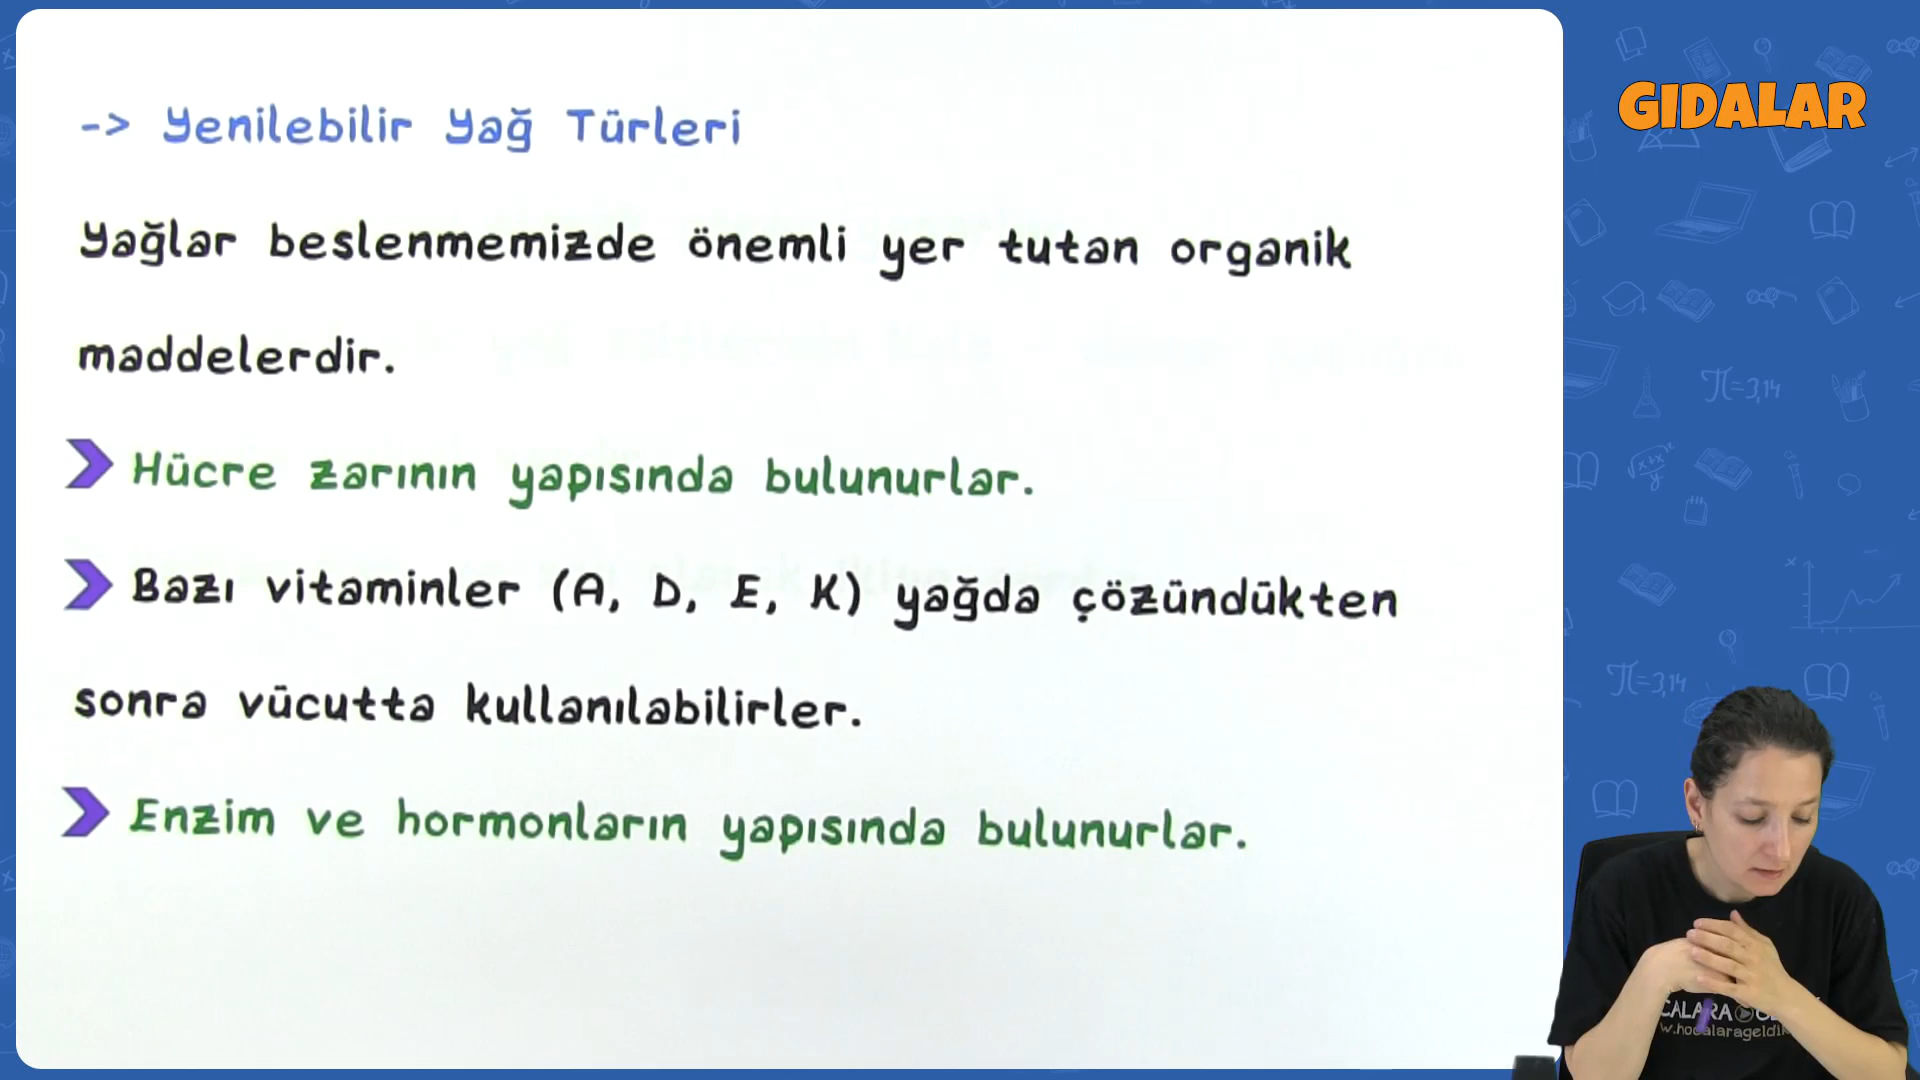 GIDALAR
-> Yenilebilir Yağ Türleri
Yağlar beslenmemizde önemli yer tutan organik
maddelerdir.
Hücre zarının yapısında bulunurlar.
Bazı vitaminler (A, D, E, K) yağda çözündükten
sonra vücutta kullanılabilirler.
Enzim ve hormonların yapısında bulunurlar.
π=3,14
π=3,14